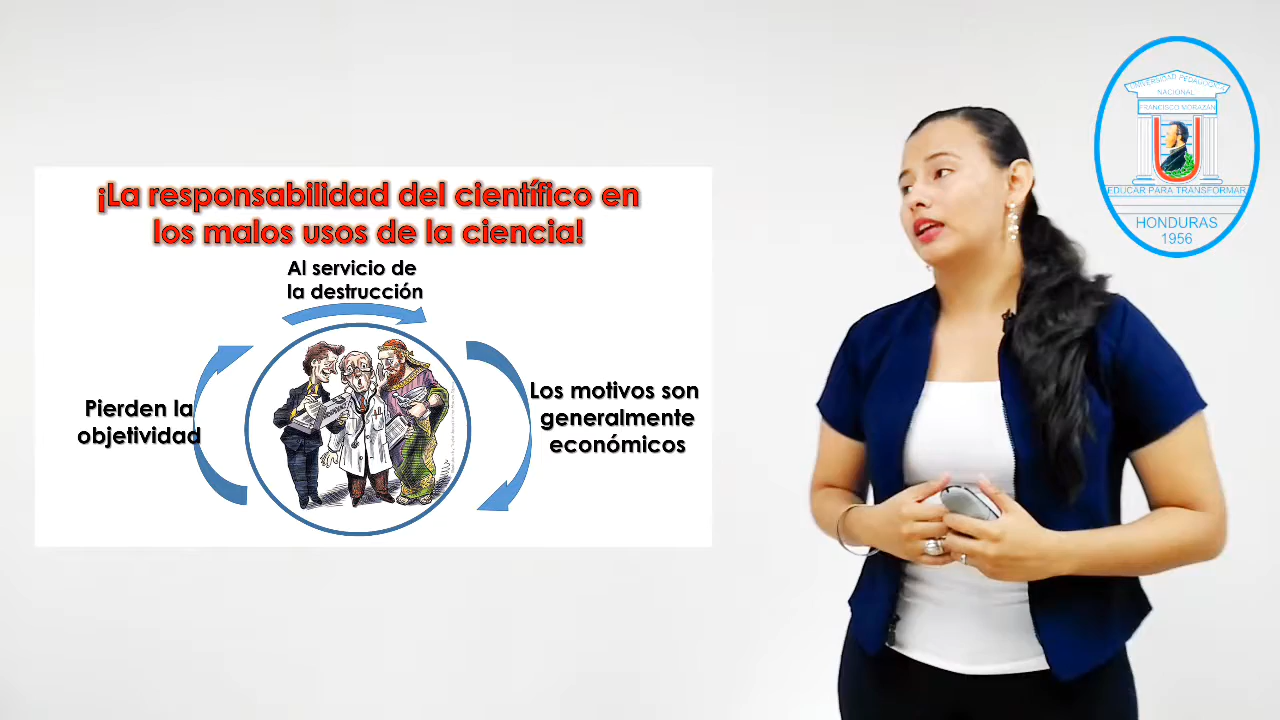 ¡La responsabilidad del científico en
los malos usos de la ciencia!
Al servicio de
la destrucción
Pierden la
objetividad
Los motivos son
generalmente
económicos
UNIVERSIDAD PEDAGÓGICA
NACIONAL
FRANCISCO MORAZÁN
EDUCAR PARA TRANSFORMAR
HONDURAS
1956